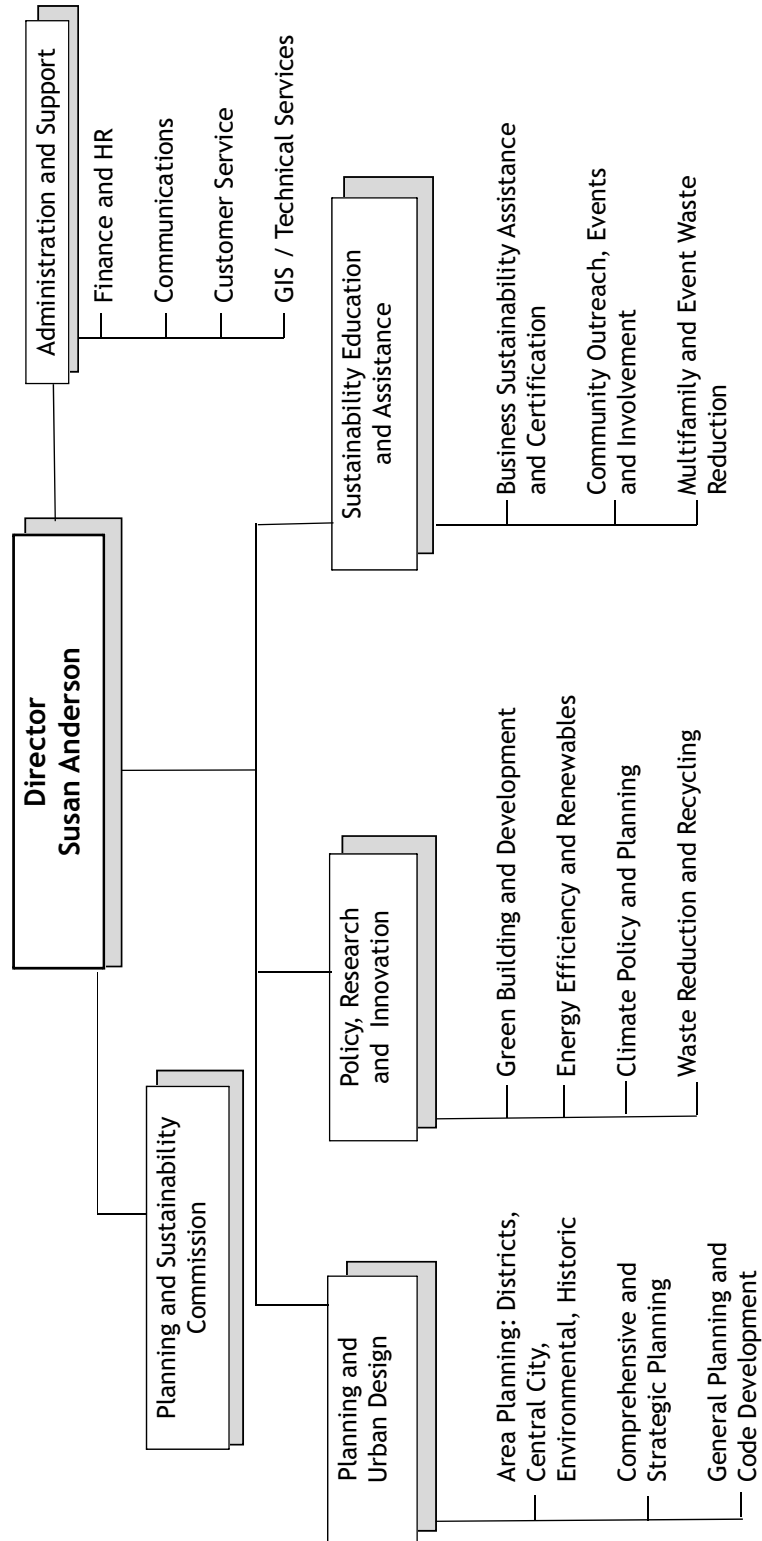 Director
Susan Anderson
Administration and Support
Finance and HR
Communications
Customer Service
GIS / Technical Services
Planning and Sustainability
Commission
Planning and
Urban Design
Area Planning: Districts,
Central City,
Environmental, Historic
Comprehensive and
Strategic Planning
General Planning and
Code Development
Policy, Research
and Innovation
Green Building and Development
Energy Efficiency and Renewables
Climate Policy and Planning
Waste Reduction and Recycling
Sustainability Education
and Assistance
Business Sustainability Assistance
and Certification
Community Outreach, Events
and Involvement
Multifamily and Event Waste
Reduction